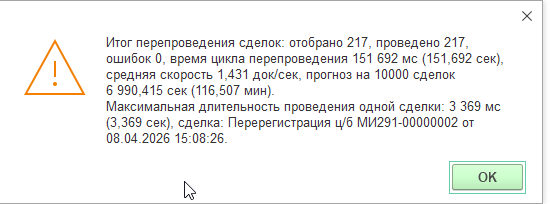 Итог перепроведения сделок: отобрано 217, проведено 217,
ошибок 0, время цикла перепроведения 151 692 мс (151,692 сек),
средняя скорость 1,431 док/сек, прогноз на 10000 сделок
6 990,415 сек (116,507 мин).
Максимальная длительность проведения одной сделки: 3 369 мс
(3,369 сек), сделка: Перерегистрация ц/б МИ291-00000002 от
08.04.2026 15:08:26.
OK